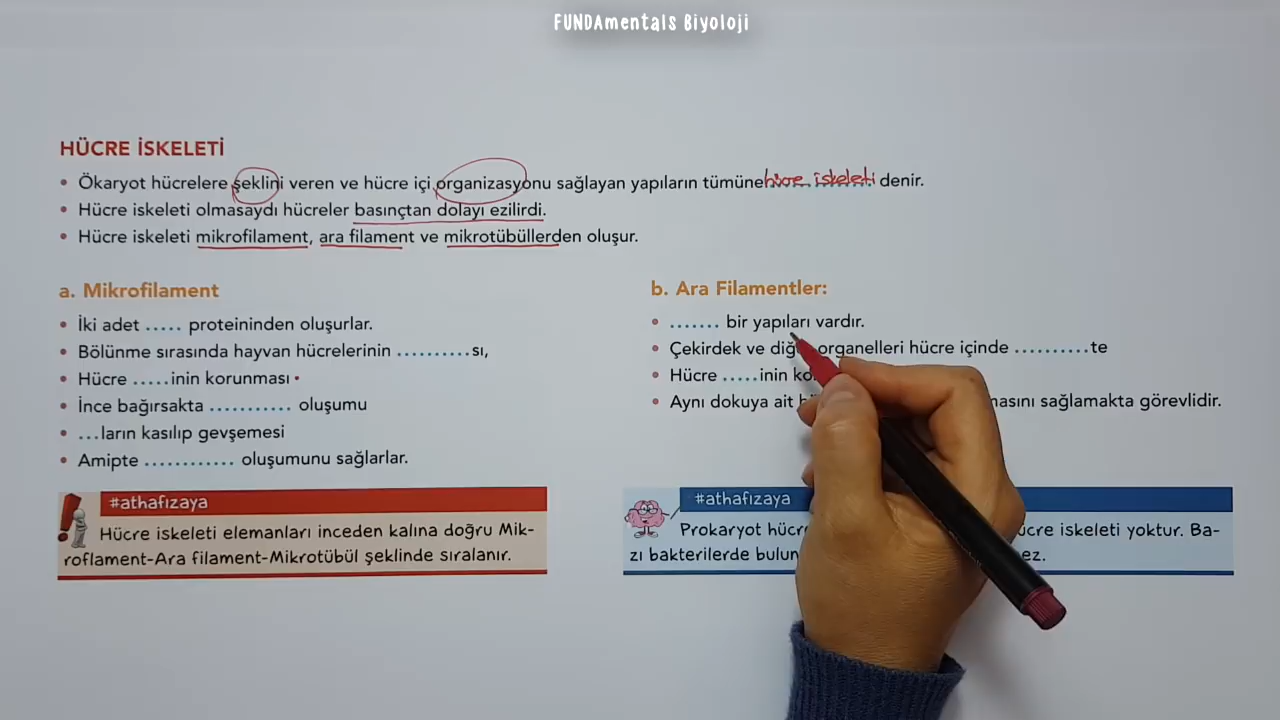 FUNDAmentals Biyoloji
HÜCRE İSKELETİ
• Ökaryot hücrelere şeklini veren ve hücre içi organizasyonu sağlayan yapıların tümüne hücre iskeleti denir.
• Hücre iskeleti olmasaydı hücreler basınçtan dolayı ezilirdi.
• Hücre iskeleti mikrofilament, ara filament ve mikrotübüllerden oluşur.
a. Mikrofilament
• İki adet ..... proteininden oluşurlar.
• Bölünme sırasında hayvan hücrelerinin ..........sı,
• Hücre .....inin korunması •
• İnce bağırsakta ........... oluşumu
• ...ların kasılıp gevşemesi
• Amipte ............ oluşumunu sağlarlar.
#athafızaya
Hücre iskeleti elemanları inceden kalına doğru Mik-
roflament-Ara filament-Mikrotübül şeklinde sıralanır.
b. Ara Filamentler:
• ....... bir yapıları vardır.
• Çekirdek ve diğ organelleri hücre içinde ..........te
• Hücre .....inin ko
• Aynı dokuya ait masını sağlamakta görevlidir.
#athafızaya
Prokaryot hücre iskeleti yoktur. Ba-
zı bakterilerde bulun ez.